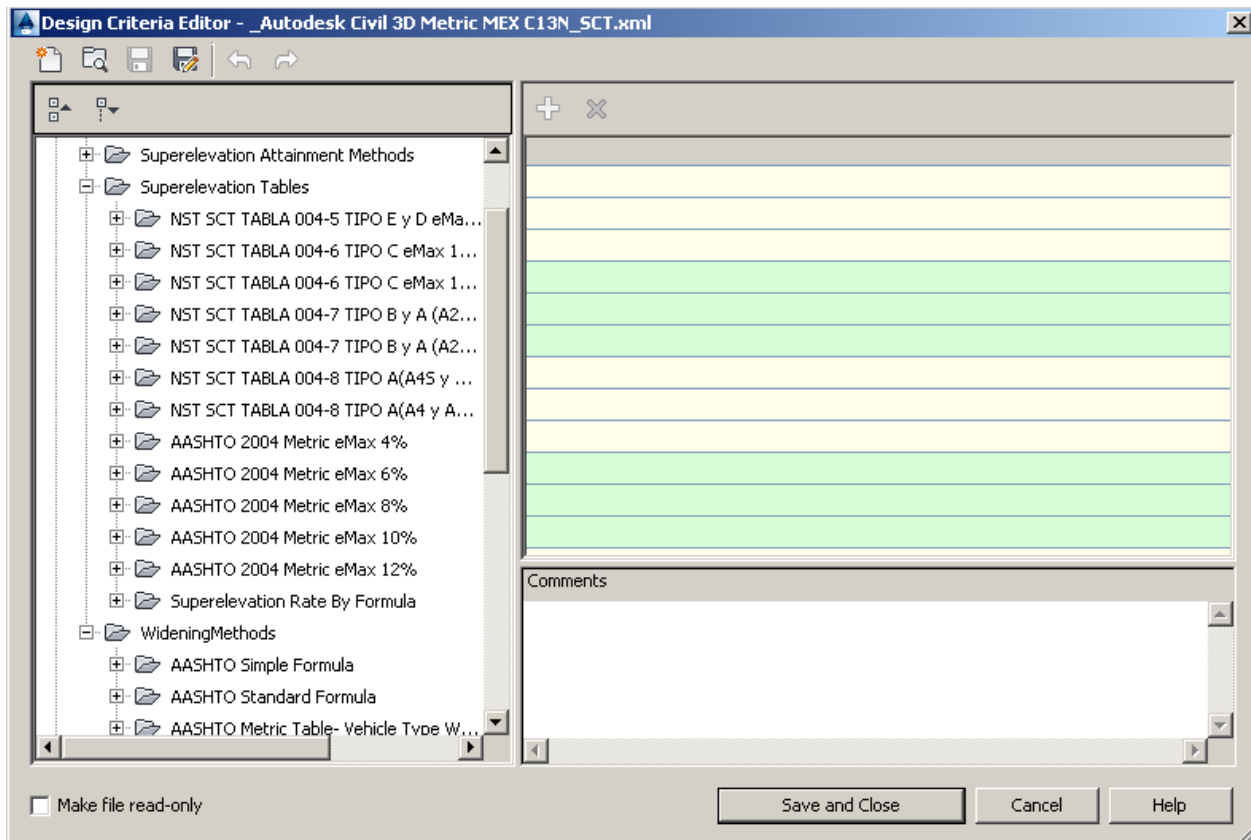 Design Criteria Editor - _Autodesk Civil 3D Metric MEX C13N_SCT.xml
Superelevation Attainment Methods
Superelevation Tables
NST SCT TABLA 004-5 TIPO E y D eMa...
NST SCT TABLA 004-6 TIPO C eMax 1...
NST SCT TABLA 004-6 TIPO C eMax 1...
NST SCT TABLA 004-7 TIPO B y A (A2...
NST SCT TABLA 004-7 TIPO B y A (A2...
NST SCT TABLA 004-8 TIPO A(A4S y ...
NST SCT TABLA 004-8 TIPO A(A4 y A...
AASHTO 2004 Metric eMax 4%
AASHTO 2004 Metric eMax 6%
AASHTO 2004 Metric eMax 8%
AASHTO 2004 Metric eMax 10%
AASHTO 2004 Metric eMax 12%
Superelevation Rate By Formula
WideningMethods
AASHTO Simple Formula
AASHTO Standard Formula
AASHTO Metric Table- Vehicle Type W...
Comments
Make file read-only
Save and Close
Cancel
Help